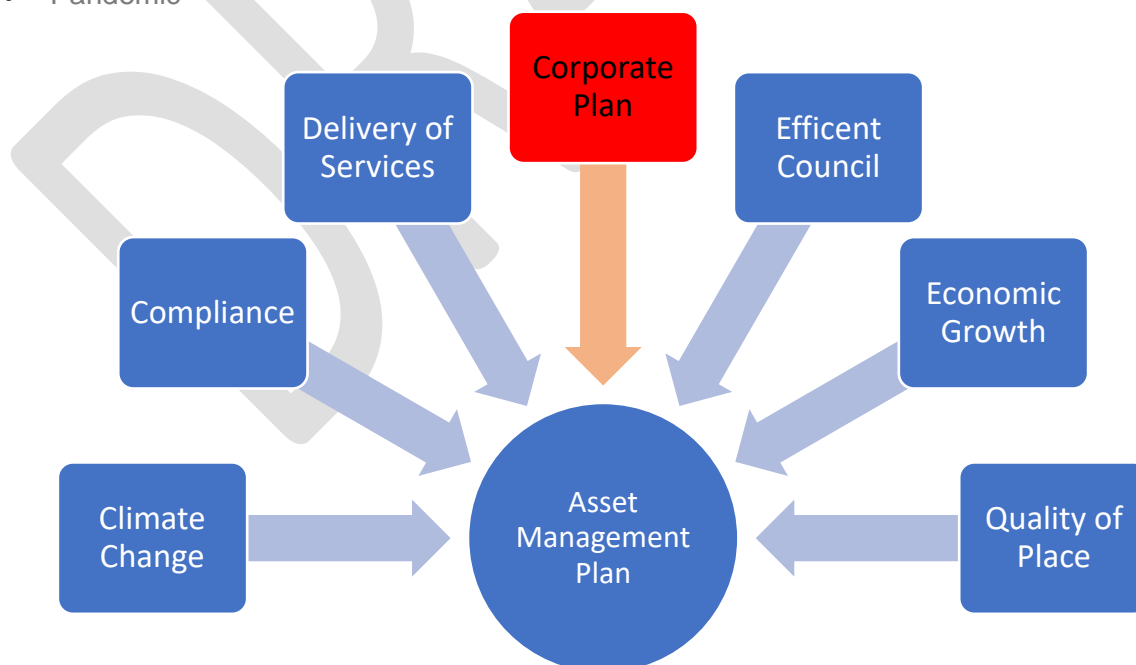 Pandemic
Corporate
Plan
Delivery of
Services
Efficent
Council
Compliance
Economic
Growth
Climate
Change
Asset
Management
Plan
Quality of
Place